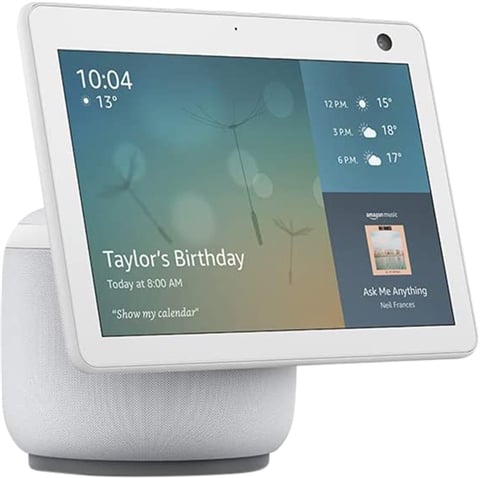 10:04
13°
Taylor's Birthday
Today at 8:00 AM
“Show my calendar”
12 P.M. 15°
3 P.M. 18°
6 P.M. 17°
amazon music
Ask Me Anything
Neil Frances